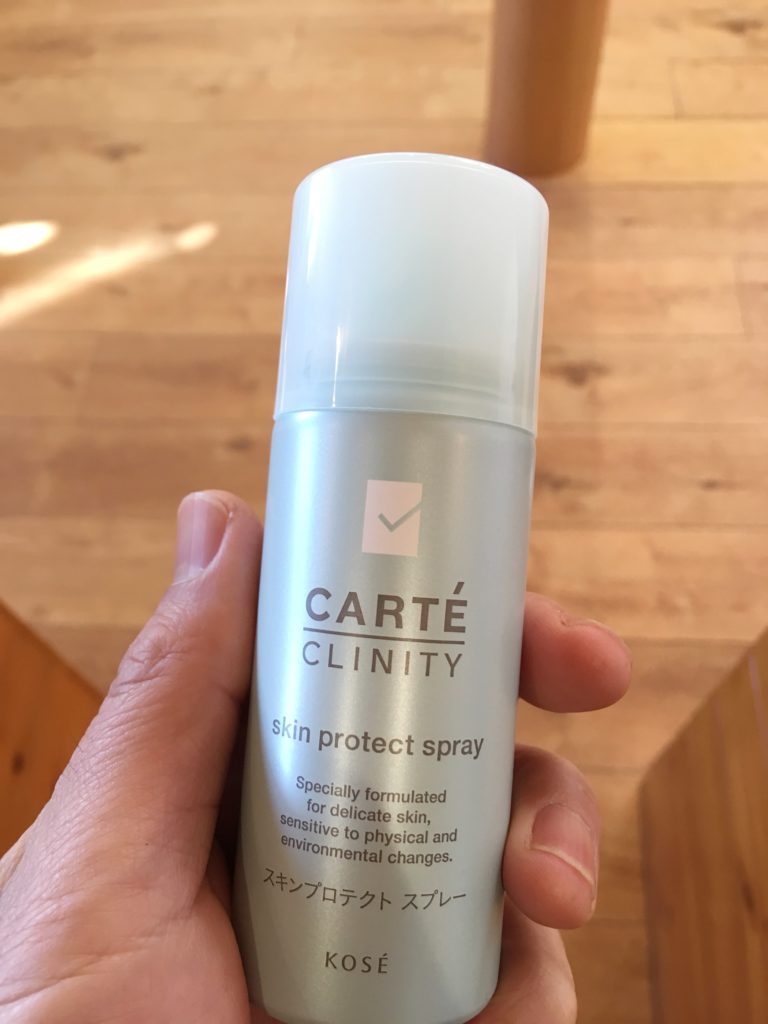 CARTÉ
CLINITY
skin protect spray
Specially formulated
for delicate skin,
sensitive to physical and
environmental changes.
スキンプロテクト スプレー
KOSÉ